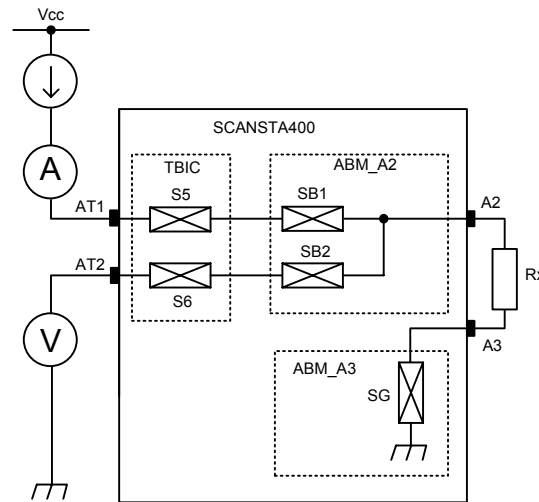 Vcc
SCANSTA400
A
TBIC
ABM_A2
AT1
S5
SB1
A2
AT2
SB2
S6
Rx
V
A3
ABM_A3
SG